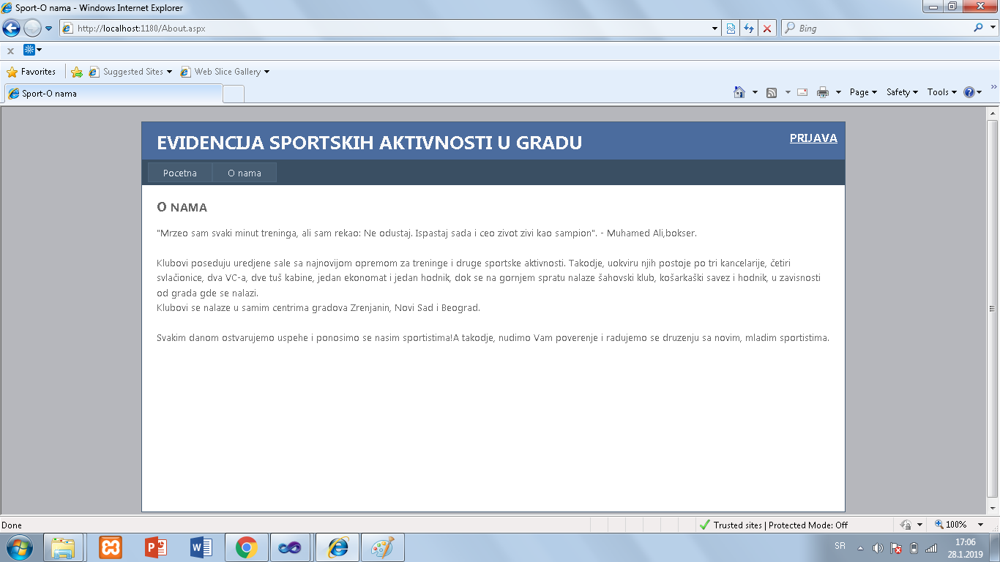 Sport-O nama - Windows Internet Explorer
http://localhost:1180/About.aspx
Bing
x
Favorites
Suggested Sites
Web Slice Gallery
Sport-O nama
Page
Safety
Tools
EVIDENCIJA SPORTSKIH AKTIVNOSTI U GRADU
PRIJAVA
Pocetna
O nama
O NAMA
"Mrzeo sam svaki minut treninga, ali sam rekao: Ne odustaj. Ispastaj sada i ceo zivot zivi kao sampion". - Muhamed Ali,bokser.
Klubovi poseduju uredjene sale sa najnovijom opremom za treninge i druge sportske aktivnosti. Takodje, uokviru njih postoje po tri kancelarije, četiri
svlačionice, dva VC-a, dve tuš kabine, jedan ekonomat i jedan hodnik, dok se na gornjem spratu nalaze šahovski klub, košarkaški savez i hodnik, u zavisnosti
od grada gde se nalazi.
Klubovi se nalaze u samim centrima gradova Zrenjanin, Novi Sad i Beograd.
Svakim danom ostvarujemo uspehe i ponosimo se nasim sportistima!A takodje, nudimo Vam poverenje i radujemo se druzenju sa novim, mladim sportistima.
Done
Trusted sites | Protected Mode: Off
100%
SR
17:06
28.1.2019